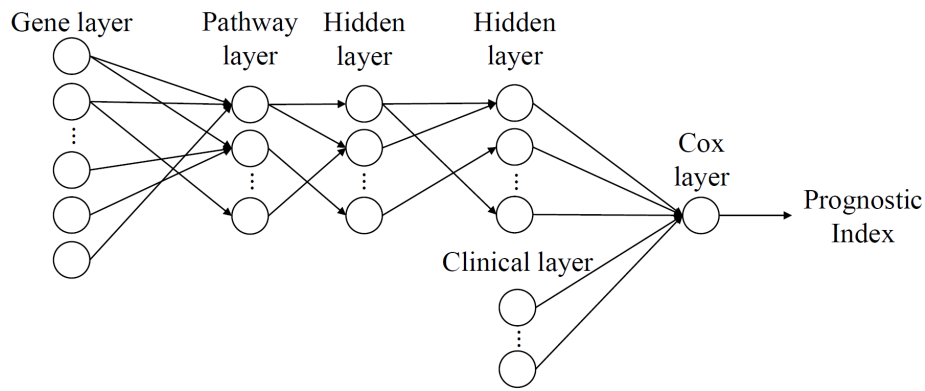 Gene layer
Pathway
layer
Hidden
layer
Hidden
layer
Clinical layer
Cox
layer
Prognostic
Index